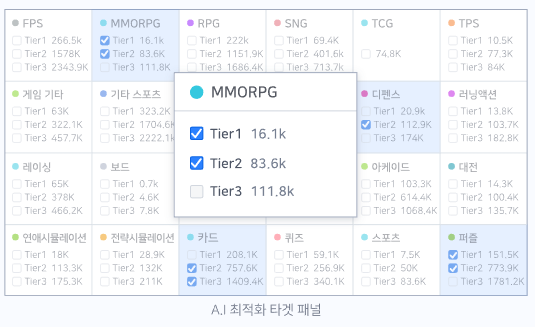 FPS
Tier1 266.5k
Tier2 1578K
Tier3 2343.9K
MMORPG
Tier1 16.1k
Tier2 83.6K
Tier3 111.8K
RPG
Tier1 222k
Tier2 1151.9K
Tier3 1686.4K
SNG
Tier1 69.4k
Tier2 401.6k
Tier3 713.7k
TCG
74.8K
TPS
Tier1 10.5K
Tier2 77.3K
Tier3 84K
게임 타이
Tier1 63K
Tier2 322.1K
Tier3 457.7K
기타 스포츠
Tier1 323.2K
Tier2 1704.6K
Tier3 2222.1k
MMORPG
Tier1 16.1k
Tier2 83.6k
Tier3 111.8k
디펜스
Tier1 20.9k
Tier2 112.9K
Tier3 174K
러닝액션
Tier1 13.8K
Tier2 103.7K
Tier3 182.8K
레이싱
Tier1 65K
Tier2 378K
Tier3 466.2K
보드
Tier1 0.7k
Tier2 4.6K
Tier3 7.8K
아케이드
Tier1 103.3K
Tier2 614.4K
Tier3 1068.4K
대전
Tier1 14.3K
Tier2 100.4K
Tier3 135.7K
연애시뮬레이션
Tier1 18K
Tier2 113.3K
Tier3 175.3K
전략시뮬레이션
Tier1 28.9K
Tier2 132K
Tier3 211K
카드
Tier1 208.1K
Tier2 757.6K
Tier3 1409.4K
퀴즈
Tier1 59.1K
Tier2 256.9K
Tier3 340.1K
스포츠
Tier1 7.5K
Tier2 50K
Tier3 83.6K
퍼즐
Tier1 151.5K
Tier2 773.9K
Tier3 1781.2K
A.I 최적화 타겟 패널